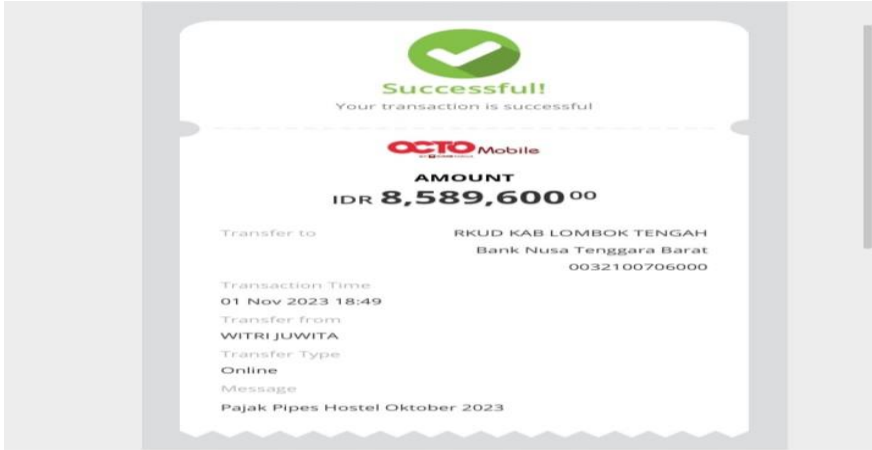 Successful!
Your transaction is successful
OCTO Mobile
AMOUNT
IDR 8,589,600 00
Transfer to
RKUD KAB LOMBOK TENGAH
Bank Nusa Tenggara Barat
0032100706000
Transaction Time
01 Nov 2023 18:49
Transfer from
WITRI JUWITA
Transfer Type
Online
Message
Pajak Pipes Hostel Oktober 2023